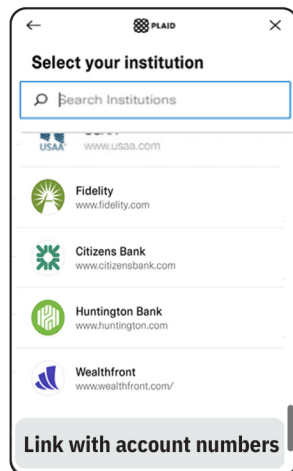 PLAID
Select your institution
Search Institutions
USAA
www.usaa.com
Fidelity
www.fidelity.com
Citizens Bank
www.citizensbank.com
Huntington Bank
www.huntington.com
Wealthfront
www.wealthfront.com/
Link with account numbers